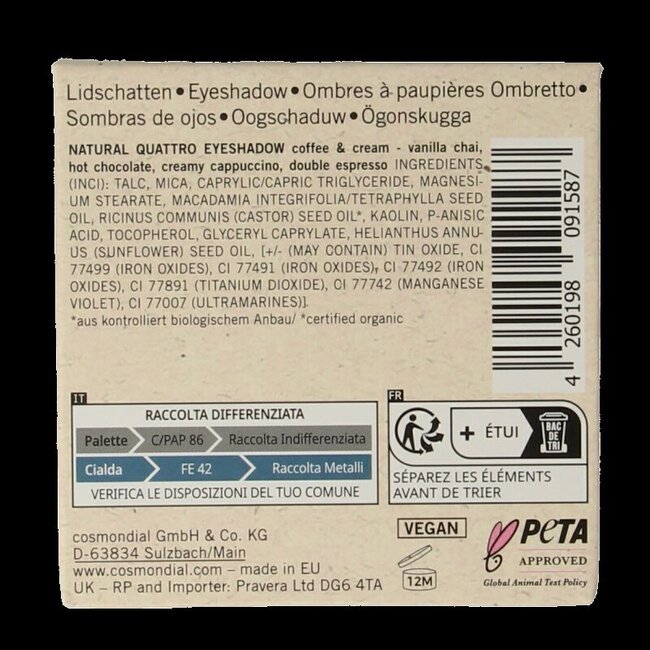 Lidschatten • Eyeshadow • Ombres à paupières Ombretto •
Sombras de ojos • Oogschaduw • Ögonskugga
NATURAL QUATTRO EYESHADOW coffee & cream - vanilla chai,
hot chocolate, creamy cappuccino, double espresso INGREDIENTS
(INCI): TALC, MICA, CAPRYLIC/CAPRIC TRIGLYCERIDE, MAGNESI-
UM STEARATE, MACADAMIA INTEGRIFOLIA/TETRAPHYLLA SEED
OIL, RICINUS COMMUNIS (CASTOR) SEED OIL*, KAOLIN, P-ANISIC
ACID, TOCOPHEROL, GLYCERYL CAPRYLATE, HELIANTHUS ANNU-
US (SUNFLOWER) SEED OIL, [+/- (MAY CONTAIN) TIN OXIDE, CI
77499 (IRON OXIDES), CI 77491 (IRON OXIDES), CI 77492 (IRON
OXIDES), CI 77891 (TITANIUM DIOXIDE), CI 77742 (MANGANESE
VIOLET), CI 77007 (ULTRAMARINES)].
*aus kontrolliert biologischem Anbau/ *certified organic
4 260198 091587
IT
RACCOLTA DIFFERENZIATA
Palette C/PAP 86 Raccolta Indifferenziata
Cialda FE 42 Raccolta Metalli
VERIFICA LE DISPOSIZIONI DEL TUO COMUNE
FR
+ ÉTUI
BAC
DE
TRI
SÉPAREZ LES ÉLÉMENTS
AVANT DE TRIER
cosmondial GmbH & Co. KG
D-63834 Sulzbach/Main
www.cosmondial.com – made in EU
UK - RP and Importer: Pravera Ltd DG6 4TA
VEGAN
12M
PETA
APPROVED
Global Animal Test Policy